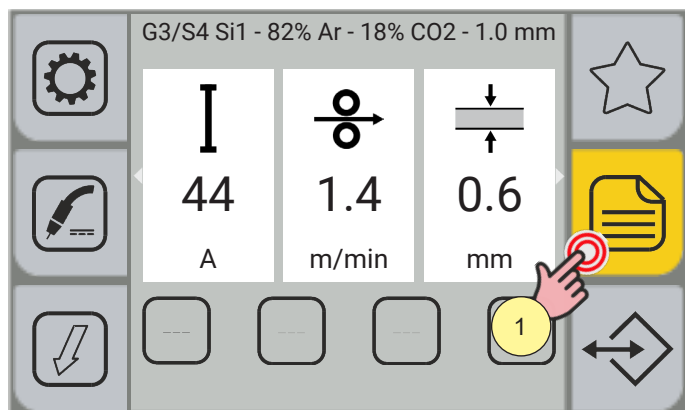 G3/S4 Si1 - 82% Ar - 18% CO2 - 1.0 mm
44 1.4 0.6
A m/min mm
--- --- --- 1